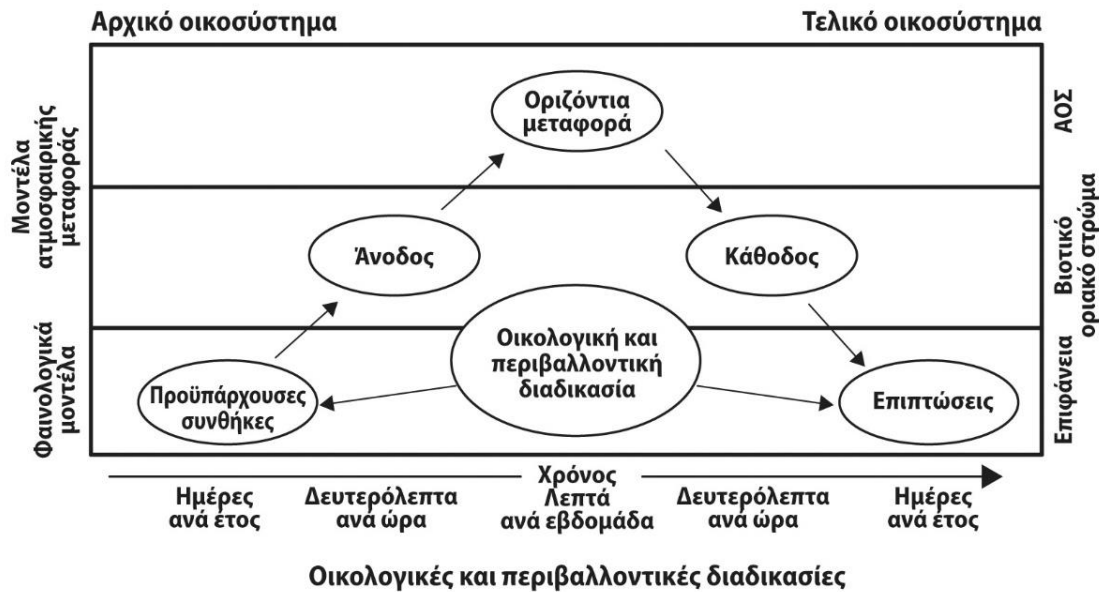 Αρχικό οικοσύστημα
Τελικό οικοσύστημα
Μοντέλα
ατμοσφαιρικής
μεταφοράς
Φαινολογικά
μοντέλα
Οριζόντια
μεταφορά
Άνοδος
Κάθοδος
Οικολογική και
περιβαλλοντική
διαδικασία
Προϋπάρχουσες
συνθήκες
Επιπτώσεις
ΑΟΣ
Βιοτικό
οριακό στρώμα
Επιφάνεια
Χρόνος
Ημέρες
ανά έτος
Δευτερόλεπτα
ανά ώρα
Λεπτά
ανά εβδομάδα
Δευτερόλεπτα
ανά ώρα
Ημέρες
ανά έτος
Οικολογικές και περιβαλλοντικές διαδικασίες